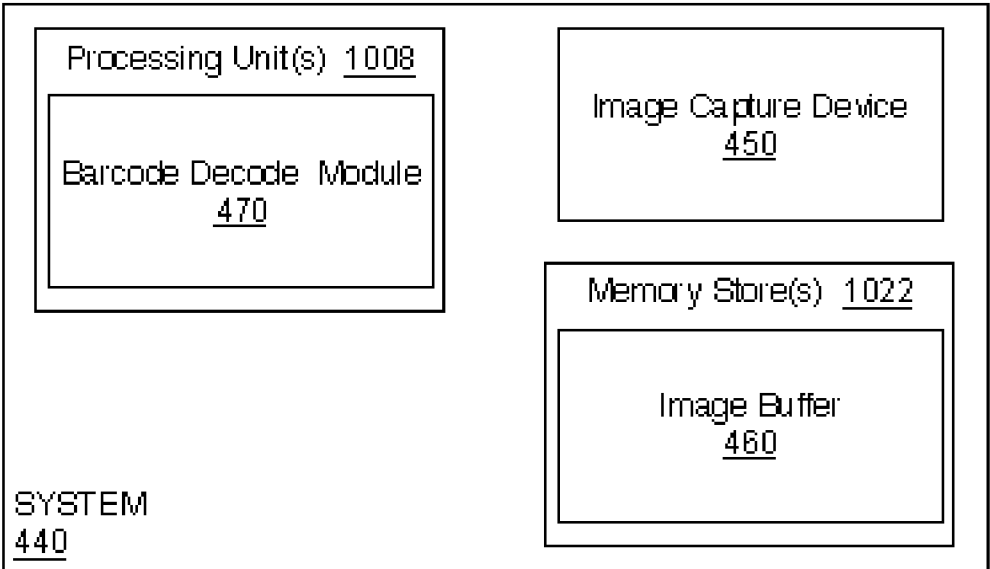 Processing Unit(s) 1008
Barcode Decode Module
470
Image Capture Device
450
Memory Store(s) 1022
Image Buffer
460
SYSTEM
440